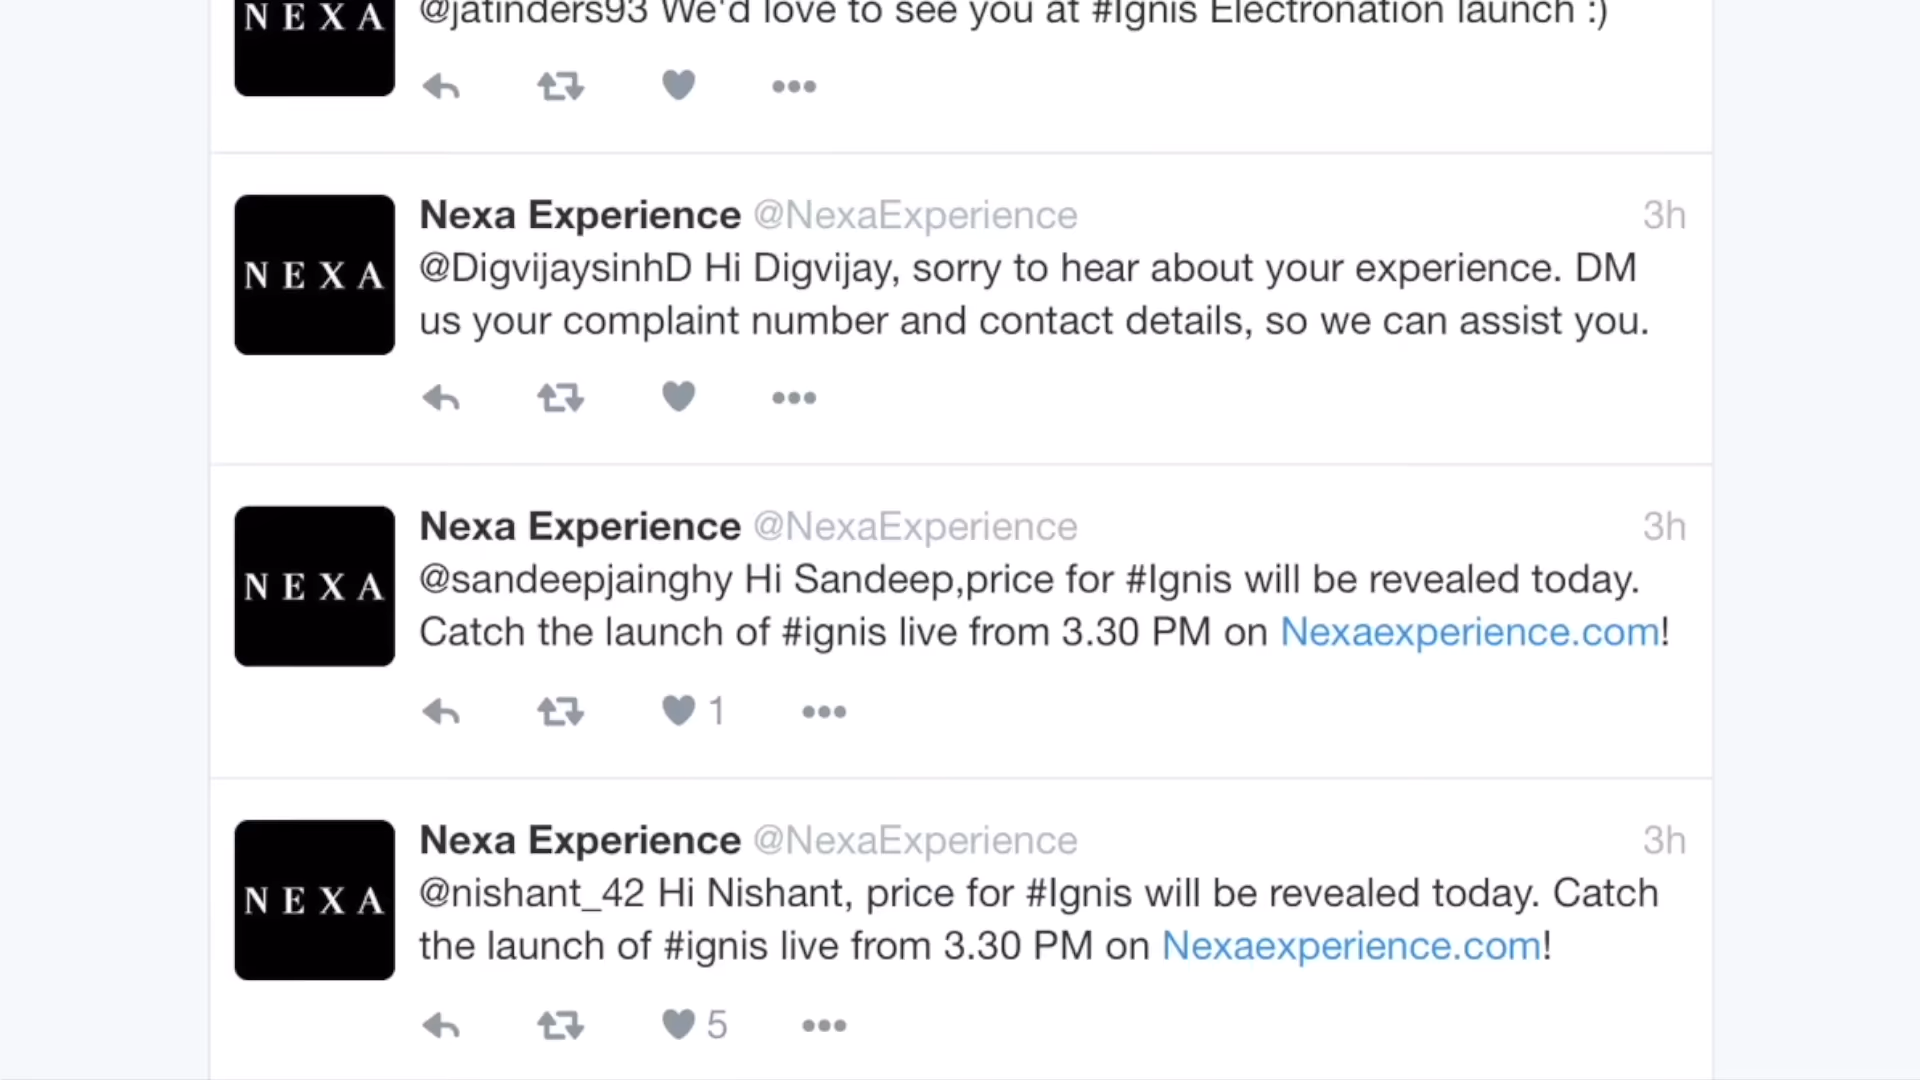 NEXA
@jatinders93 We'd love to see you at #Ignis Electronation launch :)
Nexa Experience @NexaExperience 3h
NEXA
@DigvijaysinhD Hi Digvijay, sorry to hear about your experience. DM
us your complaint number and contact details, so we can assist you.
Nexa Experience @NexaExperience 3h
NEXA
@sandeepjainghy Hi Sandeep,price for #Ignis will be revealed today.
Catch the launch of #ignis live from 3.30 PM on Nexaexperience.com!
1
Nexa Experience @NexaExperience 3h
NEXA
@nishant_42 Hi Nishant, price for #Ignis will be revealed today. Catch
the launch of #ignis live from 3.30 PM on Nexaexperience.com!
5